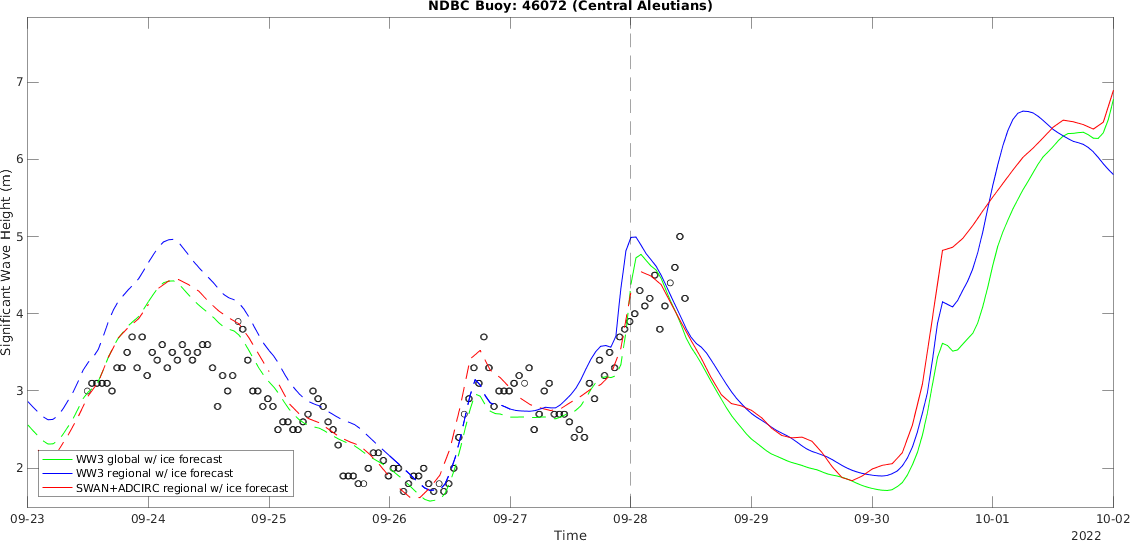 NDBC Buoy: 46072 (Central Aleutians)
Significant Wave Height (m)
7
6
5
4
3
2
WW3 global w/ ice forecast
WW3 regional w/ ice forecast
SWAN+ADCIRC regional w/ ice forecast
09-23 09-24 09-25 09-26 09-27 09-28 09-29 09-30 10-01 10-02
Time
2022